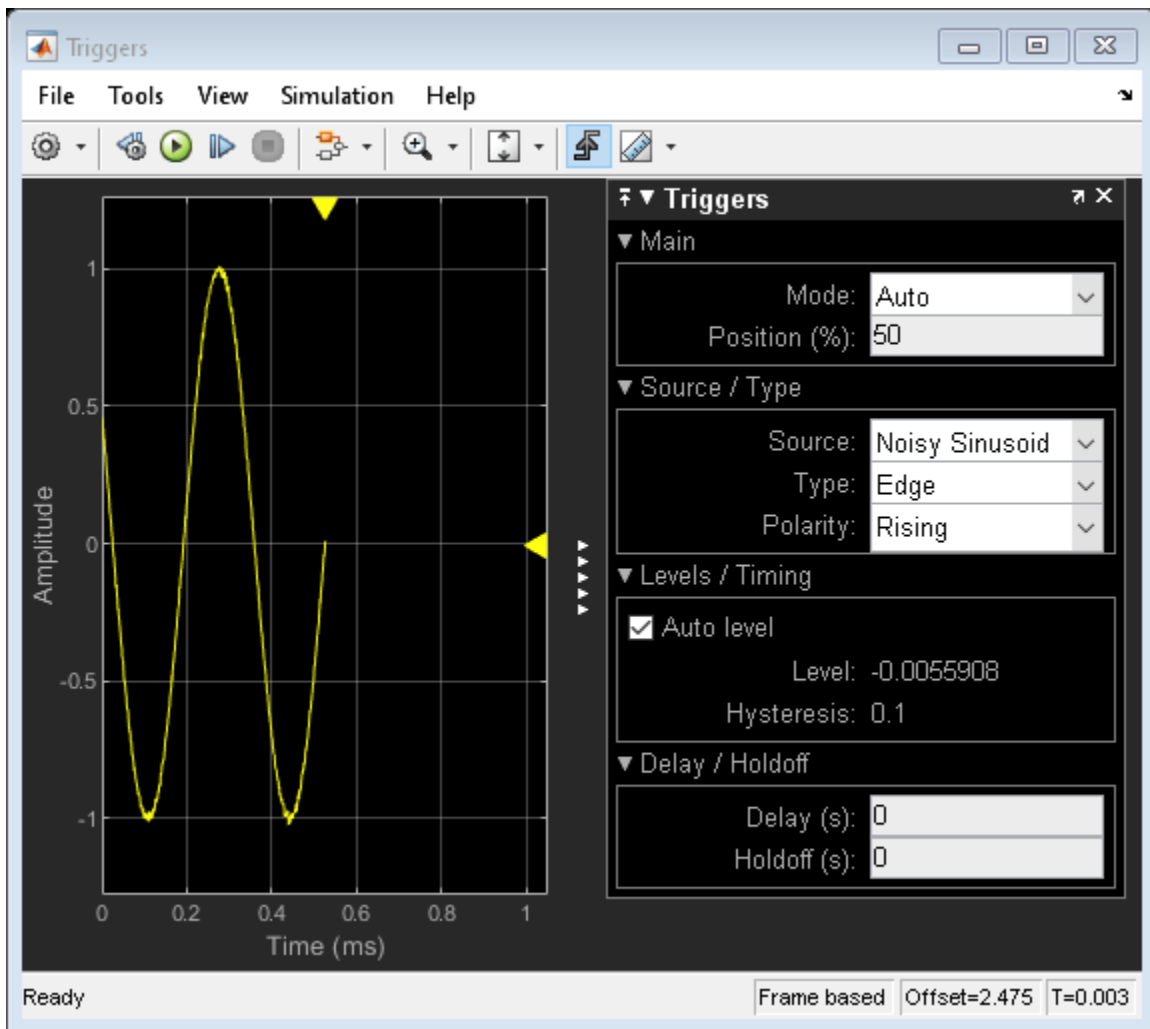 Triggers
File Tools View Simulation Help
Amplitude
1
0.5
0
-0.5
-1
0 0.2 0.4 0.6 0.8 1
Time (ms)
Triggers
Main
Mode: Auto
Position (%): 50
Source / Type
Source: Noisy Sinusoid
Type: Edge
Polarity: Rising
Levels / Timing
Auto level
Level: -0.0055908
Hysteresis: 0.1
Delay / Holdoff
Delay (s): 0
Holdoff (s): 0
Ready Frame based Offset=2.475 T=0.003